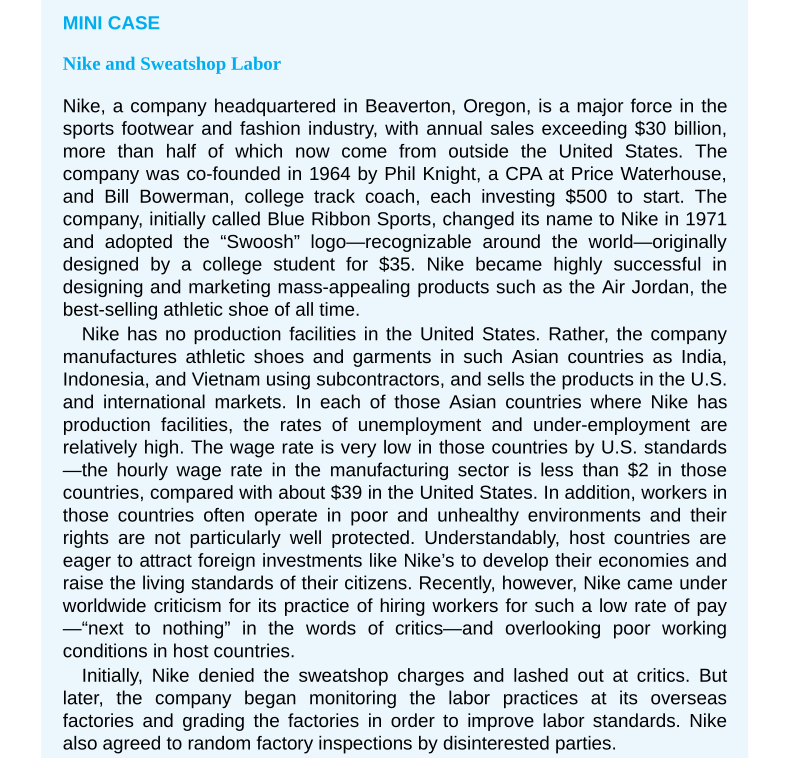 MINI CASE
Nike and Sweatshop Labor
Nike, a company headquartered in Beaverton, Oregon, is a major force in the
sports footwear and fashion industry, with annual sales exceeding $30 billion,
more than half of which now come from outside the United States. The
company was co-founded in 1964 by Phil Knight, a CPA at Price Waterhouse,
and Bill Bowerman, college track coach, each investing $500 to start. The
company, initially called Blue Ribbon Sports, changed its name to Nike in 1971
and adopted the “Swoosh” logo—recognizable around the world—originally
designed by a college student for $35. Nike became highly successful in
designing and marketing mass-appealing products such as the Air Jordan, the
best-selling athletic shoe of all time.
Nike has no production facilities in the United States. Rather, the company
manufactures athletic shoes and garments in such Asian countries as India,
Indonesia, and Vietnam using subcontractors, and sells the products in the U.S.
and international markets. In each of those Asian countries where Nike has
production facilities, the rates of unemployment and under-employment are
relatively high. The wage rate is very low in those countries by U.S. standards
—the hourly wage rate in the manufacturing sector is less than $2 in those
countries, compared with about $39 in the United States. In addition, workers in
those countries often operate in poor and unhealthy environments and their
rights are not particularly well protected. Understandably, host countries are
eager to attract foreign investments like Nike’s to develop their economies and
raise the living standards of their citizens. Recently, however, Nike came under
worldwide criticism for its practice of hiring workers for such a low rate of pay
—“next to nothing” in the words of critics—and overlooking poor working
conditions in host countries.
Initially, Nike denied the sweatshop charges and lashed out at critics. But
later, the company began monitoring the labor practices at its overseas
factories and grading the factories in order to improve labor standards. Nike
also agreed to random factory inspections by disinterested parties.